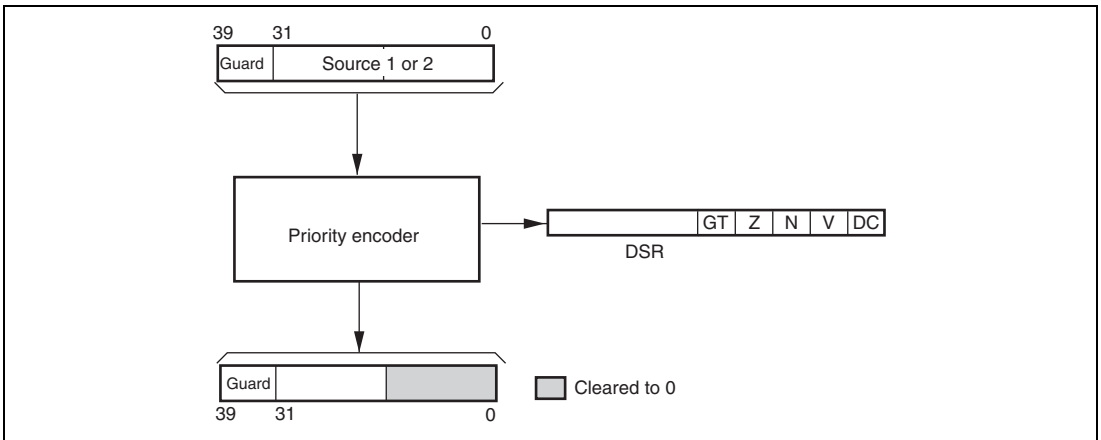 39 31 0
Guard Source 1 or 2
Priority encoder
GT Z N V DC
DSR
Guard
Cleared to 0
39 31 0